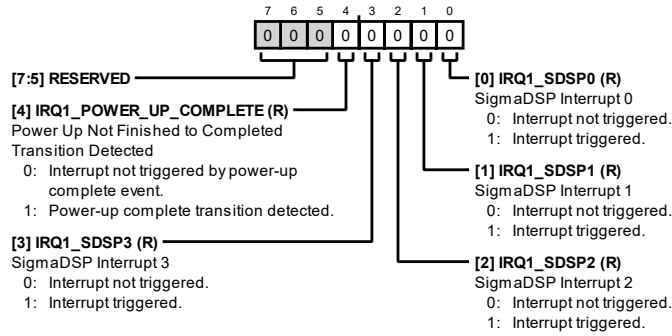 7 6 5 4 3 2 1 0
0 0 0 0 0 0 0 0
[7:5] RESERVED
[4] IRQ1_POWER_UP_COMPLETE (R)
Power Up Not Finished to Completed
Transition Detected
0: Interrupt not triggered by power-up
complete event.
1: Power-up complete transition detected.
[3] IRQ1_SDSP3 (R)
SigmaDSP Interrupt 3
0: Interrupt not triggered.
1: Interrupt triggered.
[0] IRQ1_SDSP0 (R)
SigmaDSP Interrupt 0
0: Interrupt not triggered.
1: Interrupt triggered.
[1] IRQ1_SDSP1 (R)
SigmaDSP Interrupt 1
0: Interrupt not triggered.
1: Interrupt triggered.
[2] IRQ1_SDSP2 (R)
SigmaDSP Interrupt 2
0: Interrupt not triggered.
1: Interrupt triggered.